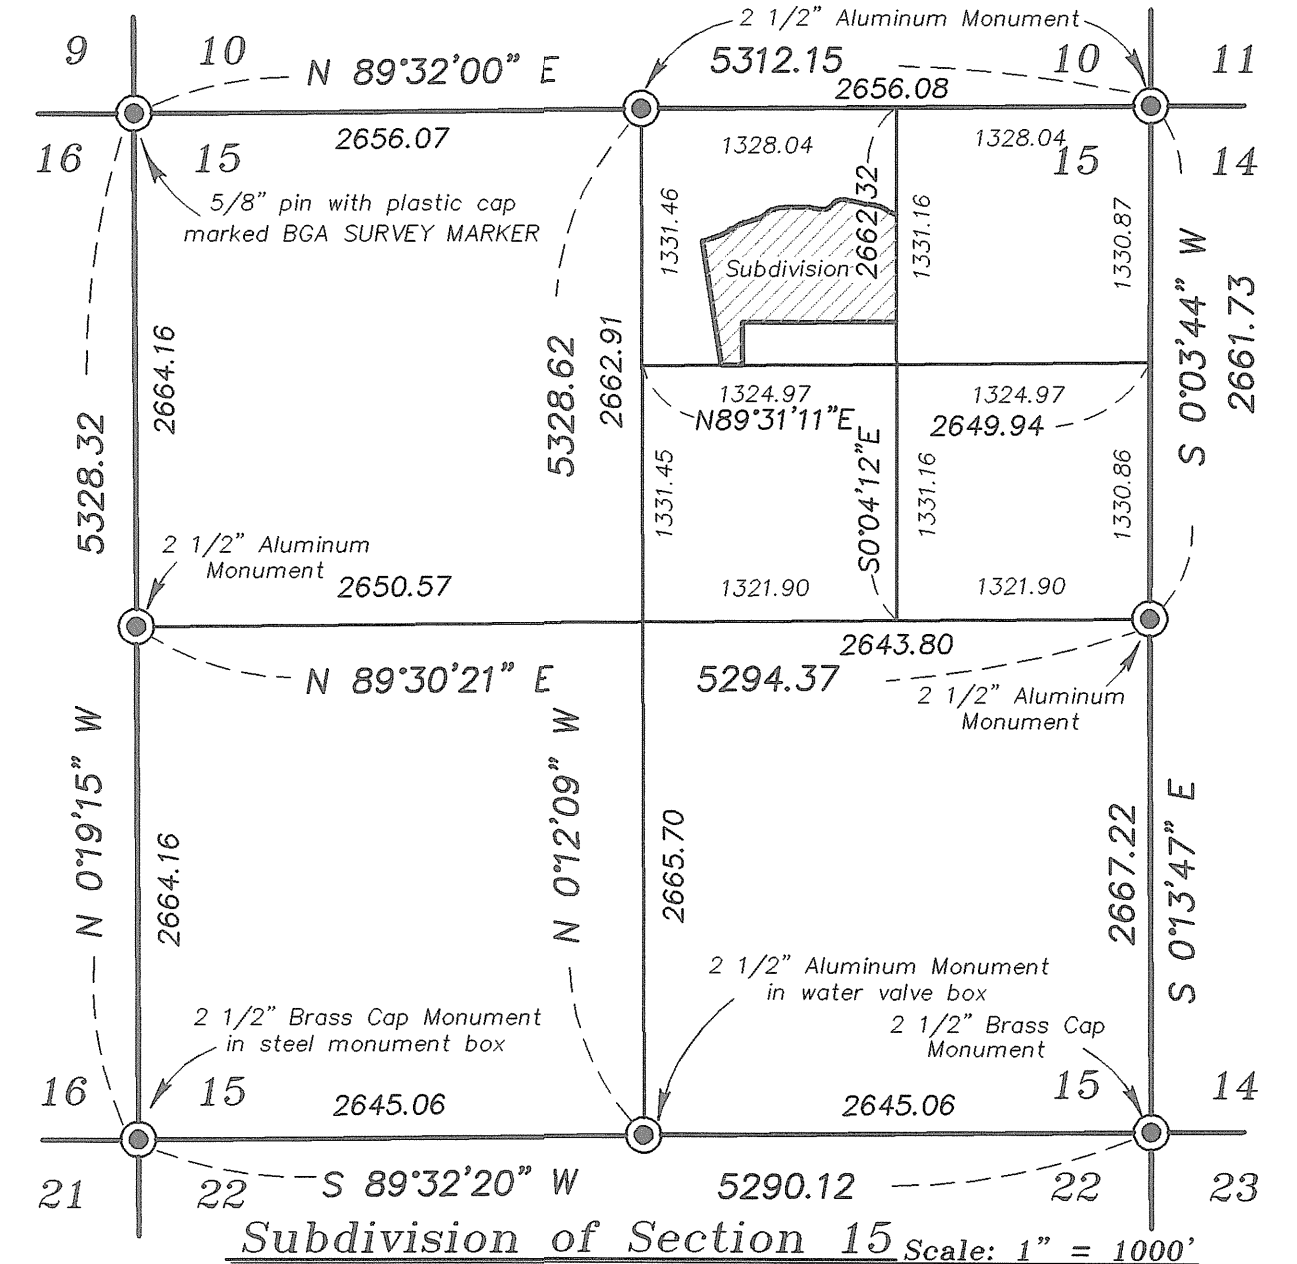 2 1/2" Aluminum Monument
9
10
N 89°32'00" E
5312.15
10
11
2656.08
2656.07
1328.04
1328.04
16
15
15
14
5/8" pin with plastic cap
marked BGA SURVEY MARKER
1331.46
2662.32
1331.16
1330.87
S 0°03'44" W
2661.73
Subdivision
2664.16
5328.32
5328.62
2662.91
1324.97
1324.97
N89°31'11"E
2649.94
1331.45
S0°04'12"E
1331.16
1330.86
2 1/2" Aluminum
Monument
2650.57
1321.90
1321.90
2643.80
N 89°30'21" E
5294.37
2 1/2" Aluminum
Monument
N 0°19'15" W
2664.16
N 0°12'09" W
2665.70
2667.22
S 0°13'47" E
2 1/2" Aluminum Monument
in water valve box
2 1/2" Brass Cap Monument
in steel monument box
2 1/2" Brass Cap
Monument
16
15
15
14
2645.06
2645.06
S 89°32'20" W
5290.12
21
22
22
23
Subdivision of Section 15
Scale: 1" = 1000'